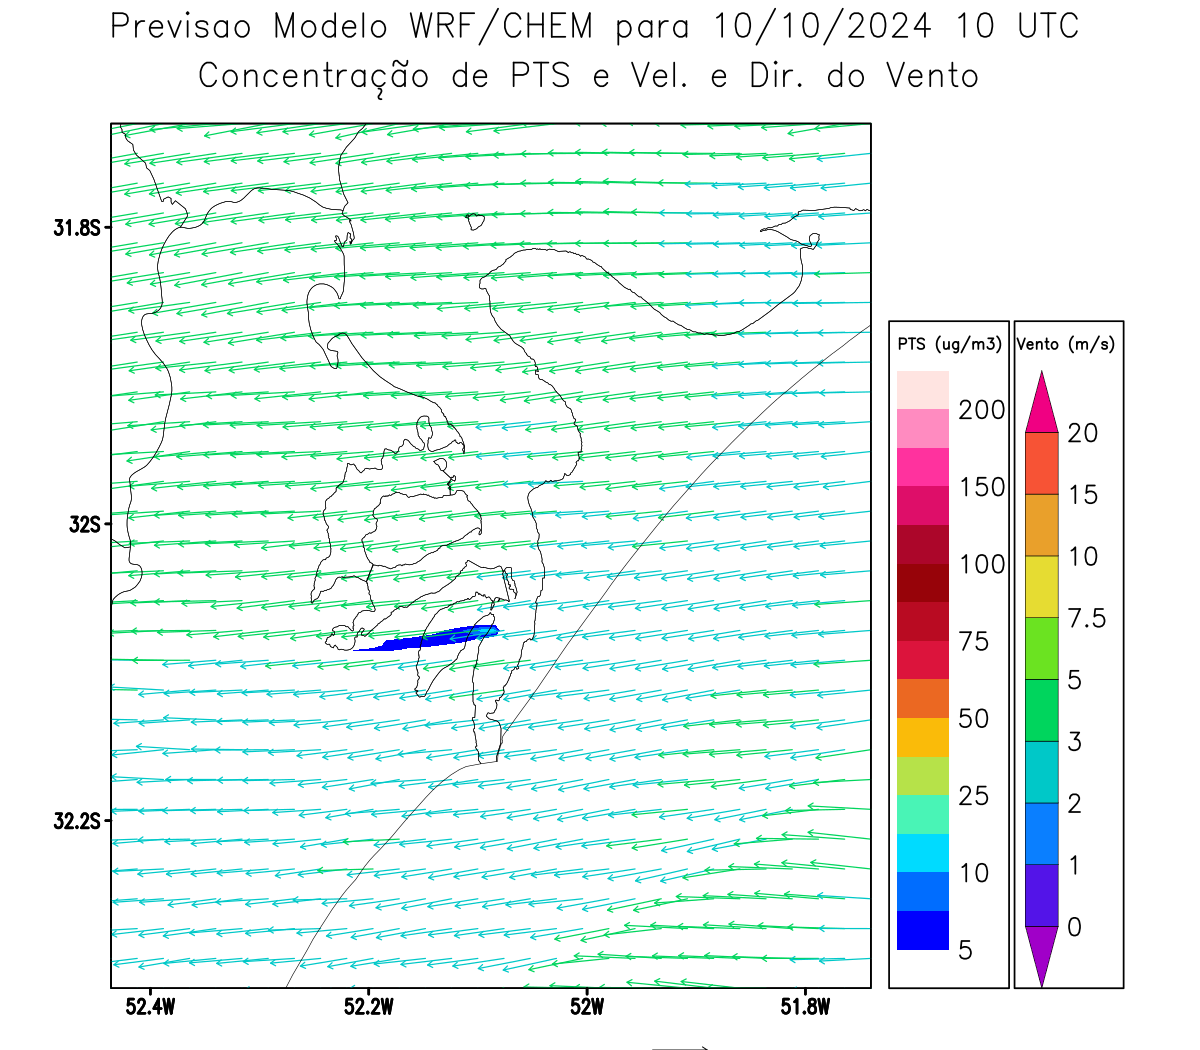 Previsao Modelo WRF/CHEM para 10/10/2024 10 UTC
Concentração de PTS e Vel. e Dir. do Vento
31.8S
32S
32.2S
52.4W 52.2W 52W 51.8W
PTS (ug/m3)
200
150
100
75
50
25
10
5
Vento (m/s)
20
15
10
7.5
5
3
2
1
0